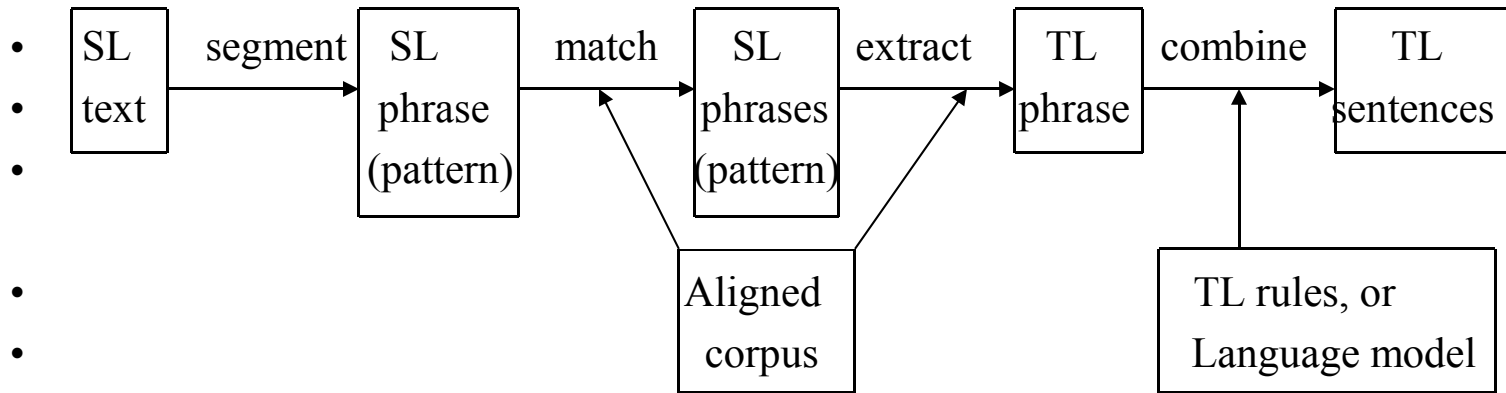 • SL segment SL match SL extract TL combine TL
• text phrase phrases phrase sentences
• (pattern) (pattern)
• Aligned TL rules, or
• corpus Language model